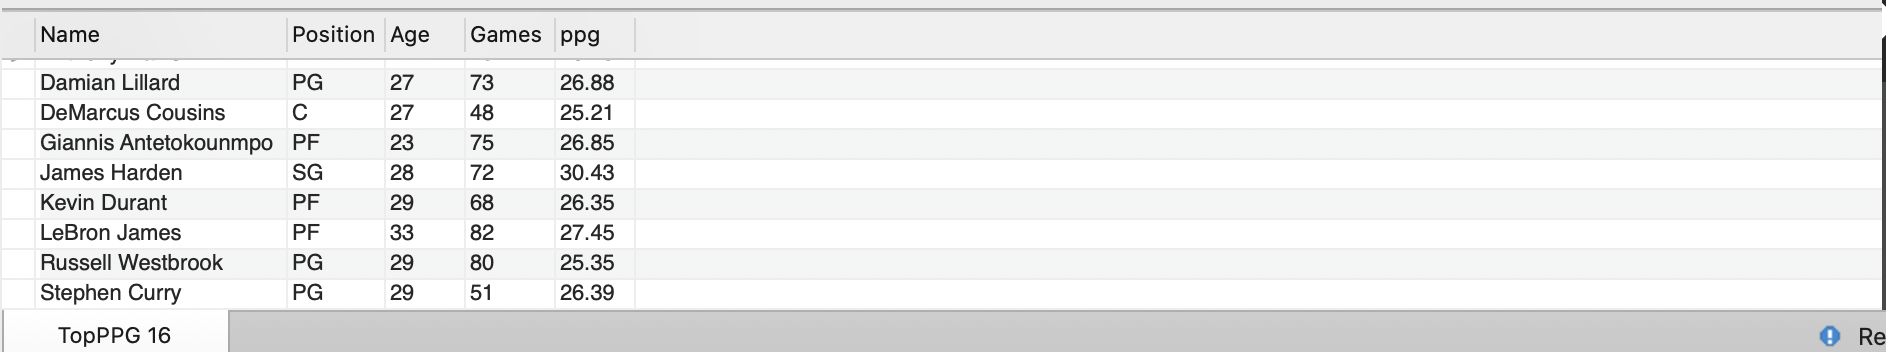 Name Position Age Games ppg
Damian Lillard PG 27 73 26.88
DeMarcus Cousins C 27 48 25.21
Giannis Antetokounmpo PF 23 75 26.85
James Harden SG 28 72 30.43
Kevin Durant PF 29 68 26.35
LeBron James PF 33 82 27.45
Russell Westbrook PG 29 80 25.35
Stephen Curry PG 29 51 26.39
TopPPG 16 Re